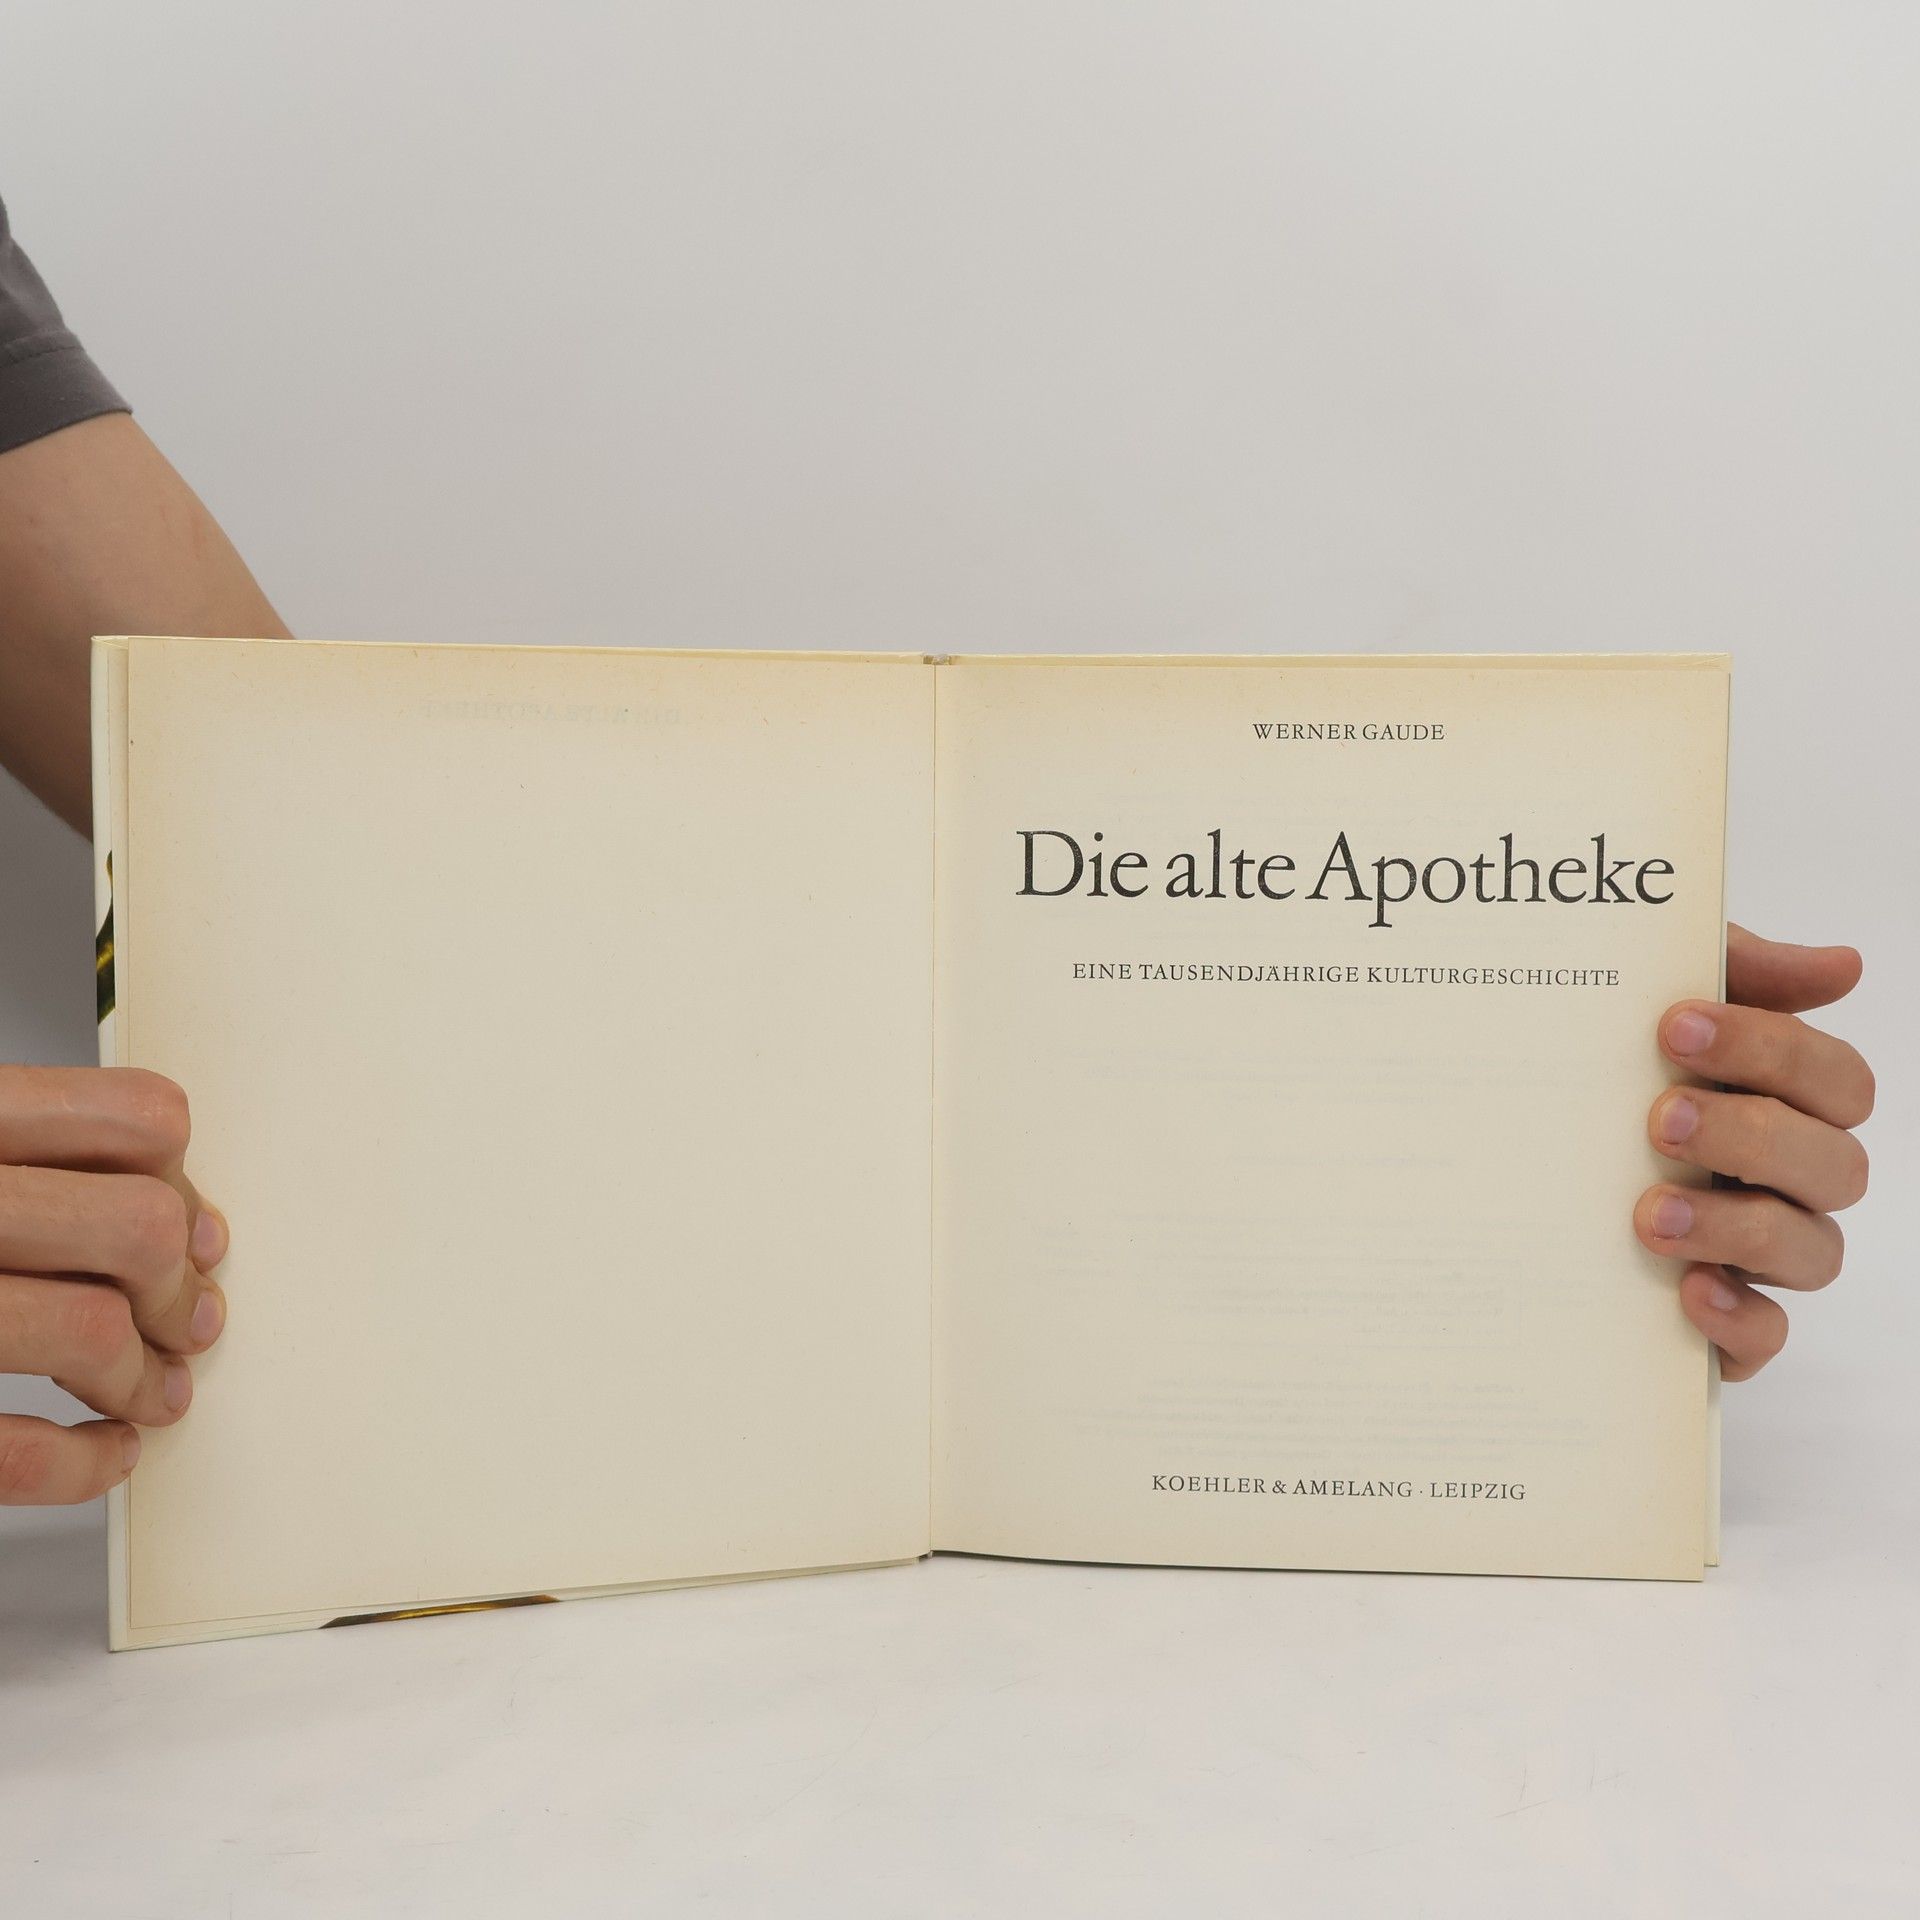 WERNER GAUDE
Die alte Apotheke
EINE TAUSENDJÄHRIGE KULTURGESCHICHTE
KOEHLER & AMELANG · LEIPZIG